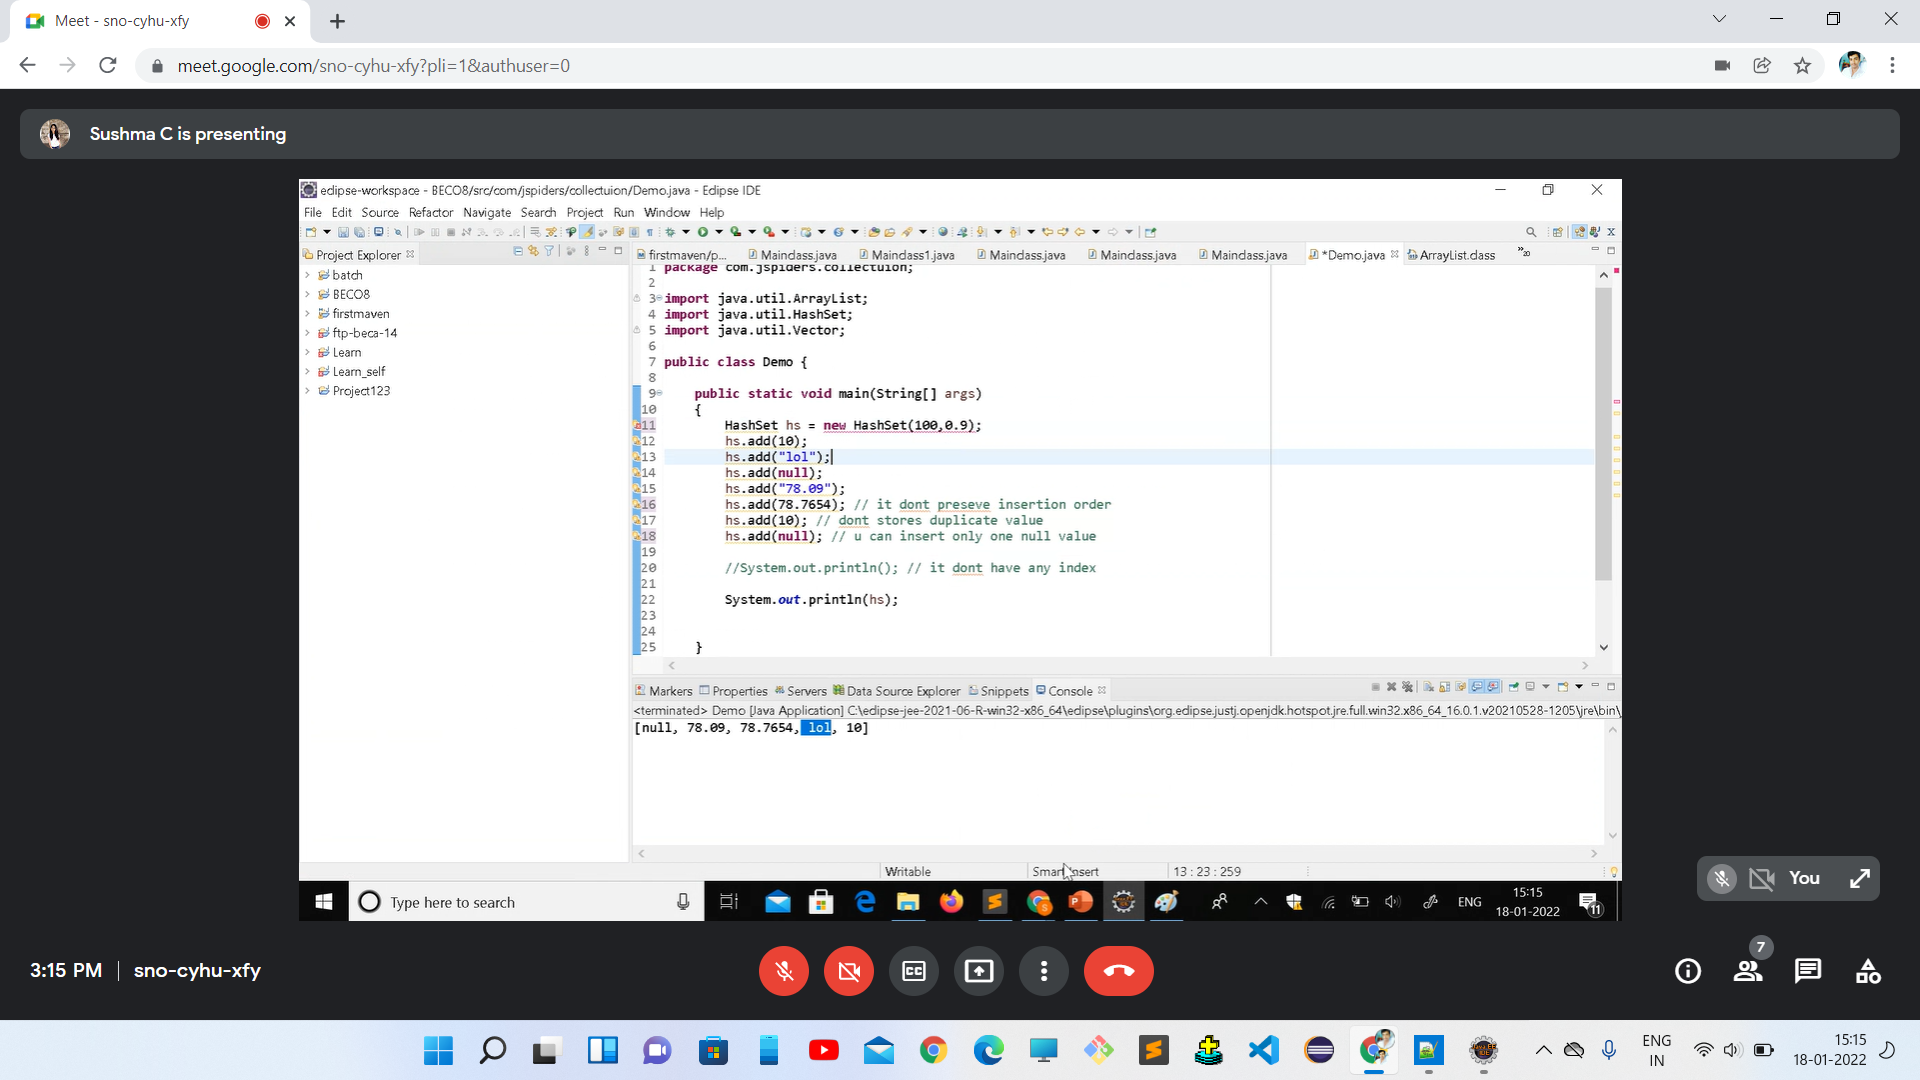 Meet - sno-cyhu-xfy
meet.google.com/sno-cyhu-xfy?pli=1&authuser=0
Sushma C is presenting
eclipse-workspace - BECO8/src/com/jspiders/collectuion/Demo.java - Eclipse IDE
File Edit Source Refactor Navigate Search Project Run Window Help
Project Explorer
firstmaven/p... Mainclass.java Mainclass1.java Mainclass.java Mainclass.java Mainclass.java *Demo.java ArrayList.class »20
batch
BECO8
firstmaven
ftp-beca-14
Learn
Learn_self
Project123
1 package com.jspiders.collectuion;
2
3 import java.util.ArrayList;
4 import java.util.HashSet;
5 import java.util.Vector;
6
7 public class Demo {
8
9 public static void main(String[] args)
10 {
11 HashSet hs = new HashSet(100,0.9);
12 hs.add(10);
13 hs.add("lol");
14 hs.add(null);
15 hs.add("78.09");
16 hs.add(78.7654); // it dont preseve insertion order
17 hs.add(10); // dont stores duplicate value
18 hs.add(null); // u can insert only one null value
19
20 //System.out.println(); // it dont have any index
21
22 System.out.println(hs);
23
24
25 }
Markers Properties Servers Data Source Explorer Snippets Console
<terminated> Demo [Java Application] C:\eclipse-jee-2021-06-R-win32-x86_64\eclipse\plugins\org.eclipse.justj.openjdk.hotspot.jre.full.win32.x86_64_16.0.1.v20210528-1205\jre\bin\
[null, 78.09, 78.7654, lol, 10]
Writable Smart Insert 13 : 23 : 259
Type here to search
ENG
15:15
18-01-2022
11
You
3:15 PM | sno-cyhu-xfy
CC
7
ENG
IN
15:15
18-01-2022